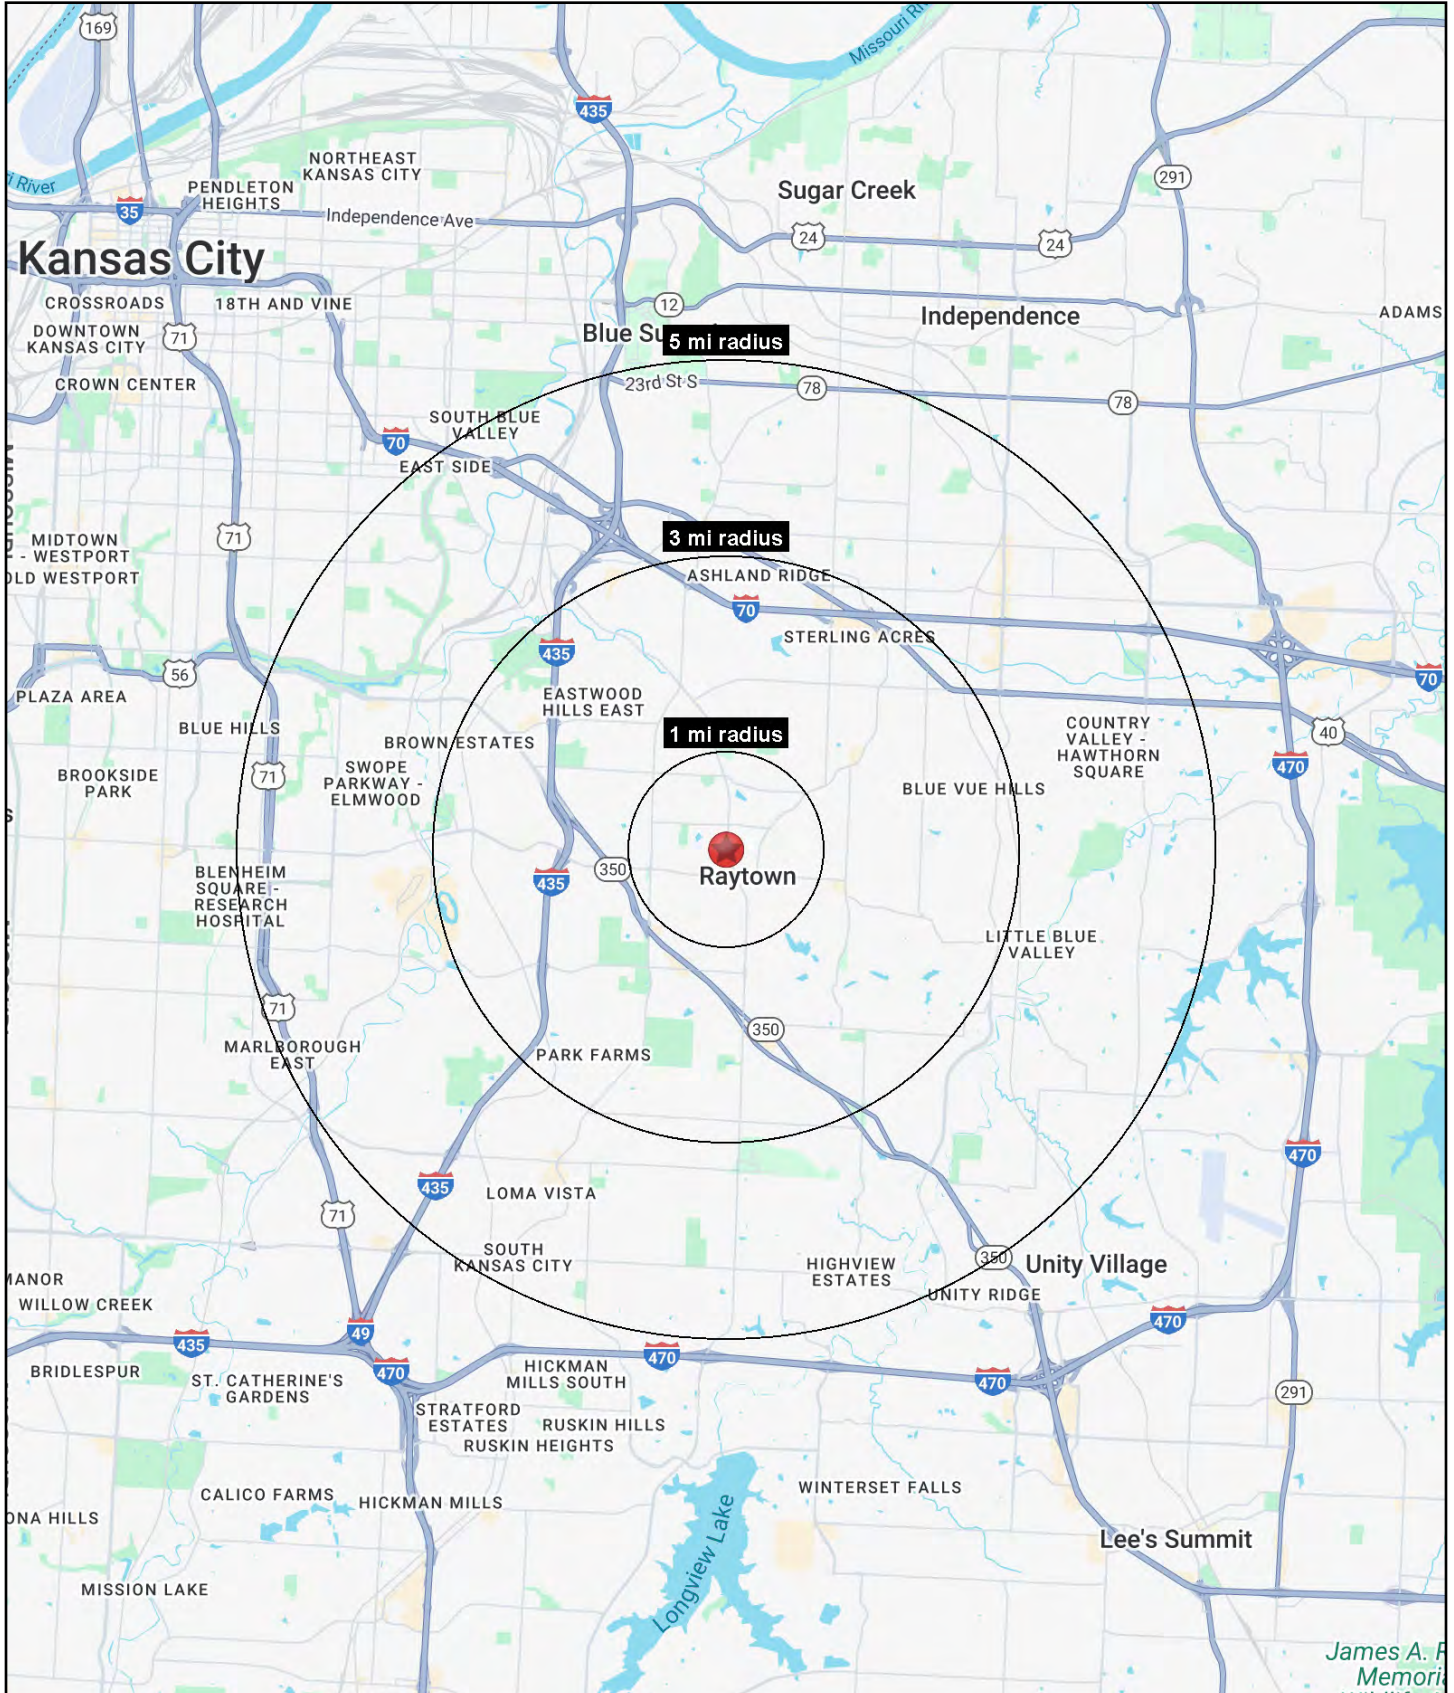 169
Missouri Ri
435
NORTHEAST
KANSAS CITY
i River
PENDLETON
HEIGHTS
35
Independence Ave
Sugar Creek
291
24
24
Kansas City
CROSSROADS
18TH AND VINE
12
Independence
ADAMS
DOWNTOWN
KANSAS CITY
71
Blue Su
5 mi radius
CROWN CENTER
23rd St S
78
78
SOUTH BLUE
VALLEY
70
EAST SIDE
71
3 mi radius
MIDTOWN
- WESTPORT
OLD WESTPORT
ASHLAND RIDGE
70
STERLING ACRES
435
56
70
PLAZA AREA
EASTWOOD
HILLS EAST
BLUE HILLS
1 mi radius
COUNTRY
VALLEY -
HAWTHORN
SQUARE
40
BROWN ESTATES
71
SWOPE
PARKWAY -
ELMWOOD
470
BROOKSIDE
PARK
BLUE VUE HILLS
350
Raytown
435
BLENHEIM
SQUARE -
RESEARCH
HOSPITAL
LITTLE BLUE
VALLEY
71
350
MARLBOROUGH
EAST
PARK FARMS
470
435
LOMA VISTA
71
SOUTH
KANSAS CITY
HIGHVIEW
ESTATES
350
Unity Village
MANOR
WILLOW CREEK
UNITY RIDGE
470
49
435
470
BRIDLESPUR
470
HICKMAN
MILLS SOUTH
470
ST. CATHERINE'S
GARDENS
291
STRATFORD
ESTATES
RUSKIN HILLS
RUSKIN HEIGHTS
CALICO FARMS
HICKMAN MILLS
WINTERSET FALLS
ONA HILLS
Longview Lake
Lee's Summit
MISSION LAKE
James A. R
Memoria